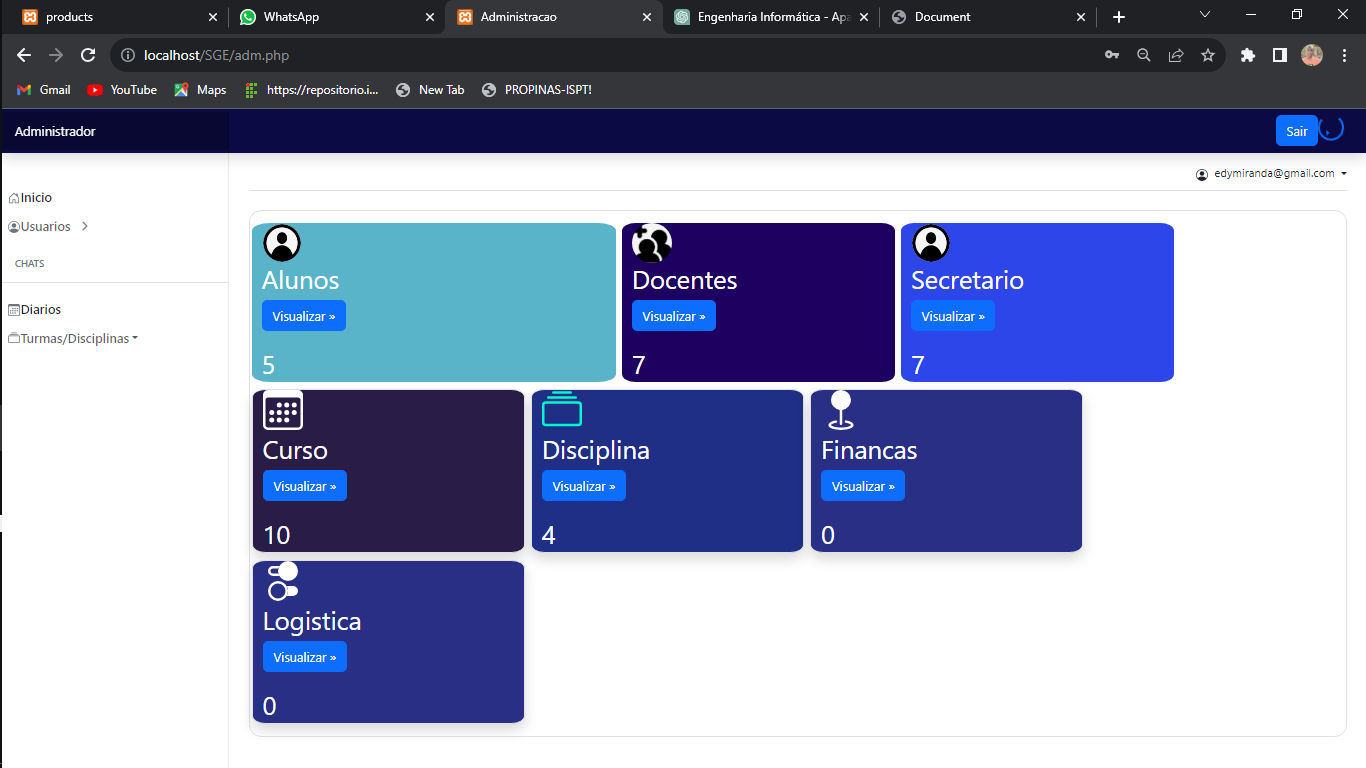 products
WhatsApp
Administracao
Engenharia Informática - Apa
Document
localhost/SGE/adm.php
Gmail
YouTube
Maps
https://repositorio.i...
New Tab
PROPINAS-ISPT!
Administrador
Sair
edymiranda@gmail.com
Inicio
Usuarios
CHATS
Diarios
Turmas/Disciplinas
Alunos
Visualizar »
5
Docentes
Visualizar »
7
Secretario
Visualizar »
7
Curso
Visualizar »
10
Disciplina
Visualizar »
4
Financas
Visualizar »
0
Logistica
Visualizar »
0